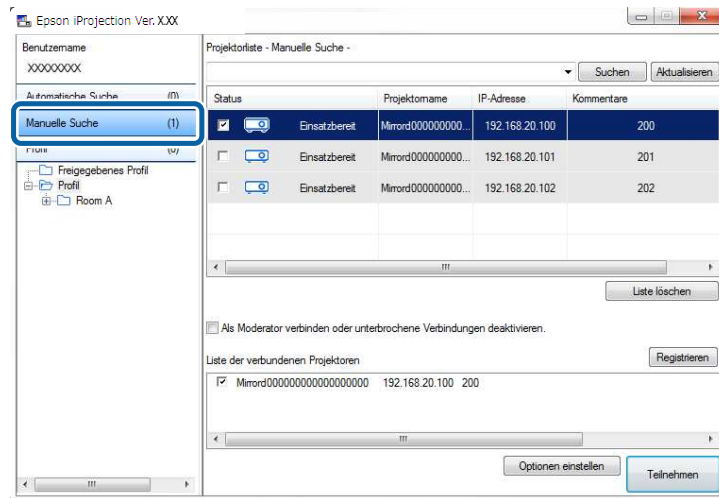 Epson iProjection Ver. X.XX
Benutzername
XXXXXXXX
Automatische Suche (0)
Manuelle Suche (1)
Profil (0)
Freigegebenes Profil
Profil
Room A
Projektorliste - Manuelle Suche -
Suchen Aktualisieren
Status Projektorname IP-Adresse Kommentare
Einsatzbereit Mirrord000000000... 192.168.20.100 200
Einsatzbereit Mirrord000000000... 192.168.20.101 201
Einsatzbereit Mirrord000000000... 192.168.20.102 202
Liste löschen
Als Moderator verbinden oder unterbrochene Verbindungen deaktivieren.
Liste der verbundenen Projektoren Registrieren
Mirrord000000000000000000 192.168.20.100 200
Optionen einstellen Teilnehmen